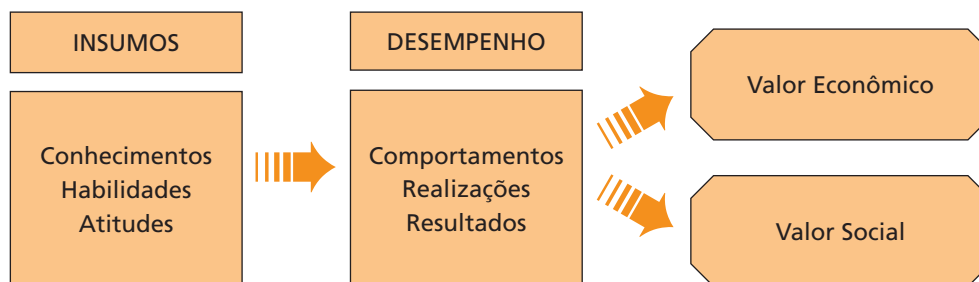 INSUMOS
Conhecimentos
Habilidades
Atitudes
DESEMPENHO
Comportamentos
Realizações
Resultados
Valor Econômico
Valor Social